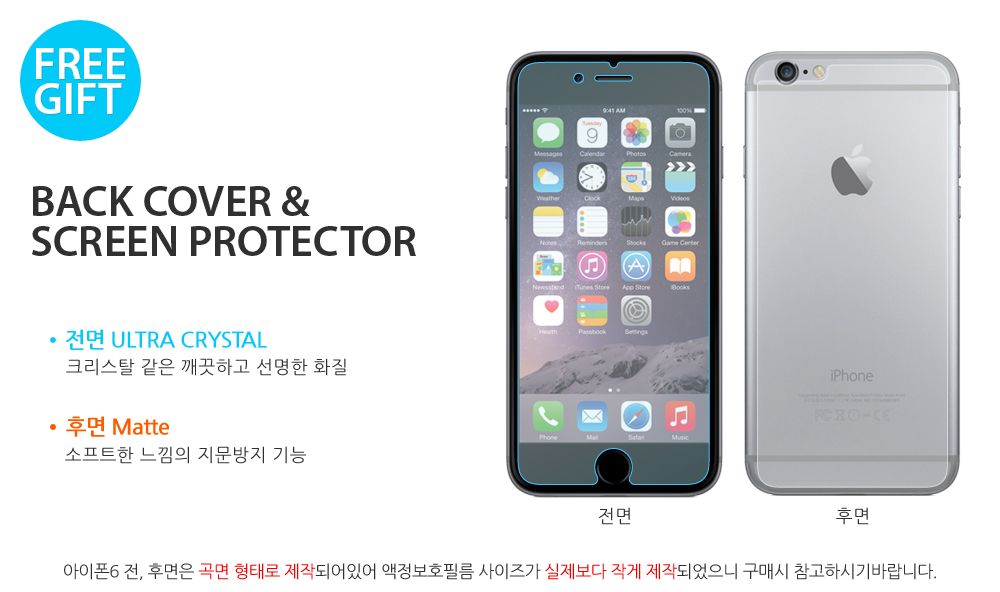 FREE
GIFT
BACK COVER &
SCREEN PROTECTOR
• 전면 ULTRA CRYSTAL
크리스탈 같은 깨끗하고 선명한 화질
• 후면 Matte
소프트한 느낌의 지문방지 기능
9:41 AM 100%
Tuesday
9
Messages Calendar Photos Camera
Weather Clock Maps Videos
Notes Reminders Stocks Game Center
Newsstand iTunes Store App Store iBooks
Health Passbook Settings
Phone Mail Safari Music
iPhone
전면 후면
아이폰6 전, 후면은 곡면 형태로 제작되어있어 액정보호필름 사이즈가 실제보다 작게 제작되었으니 구매시 참고하시기바랍니다.